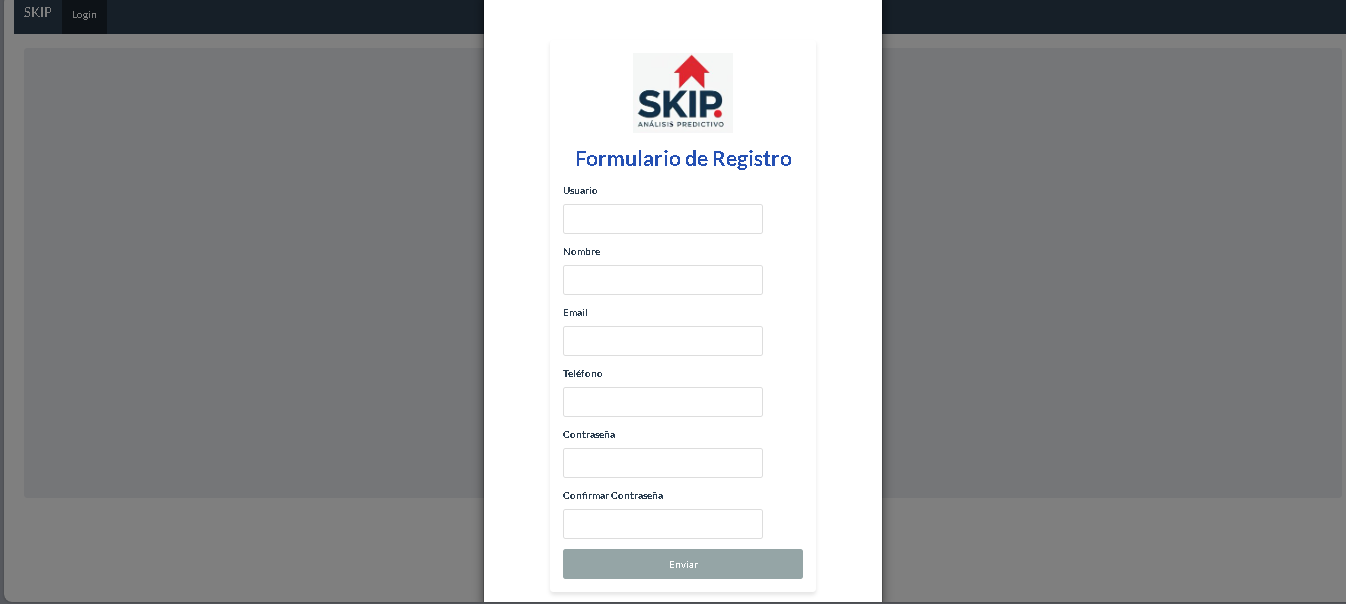 SKIP
Login
SKIP.
ANÁLISIS PREDICTIVO
Formulario de Registro
Usuario
Nombre
Email
Teléfono
Contraseña
Confirmar Contraseña
Enviar